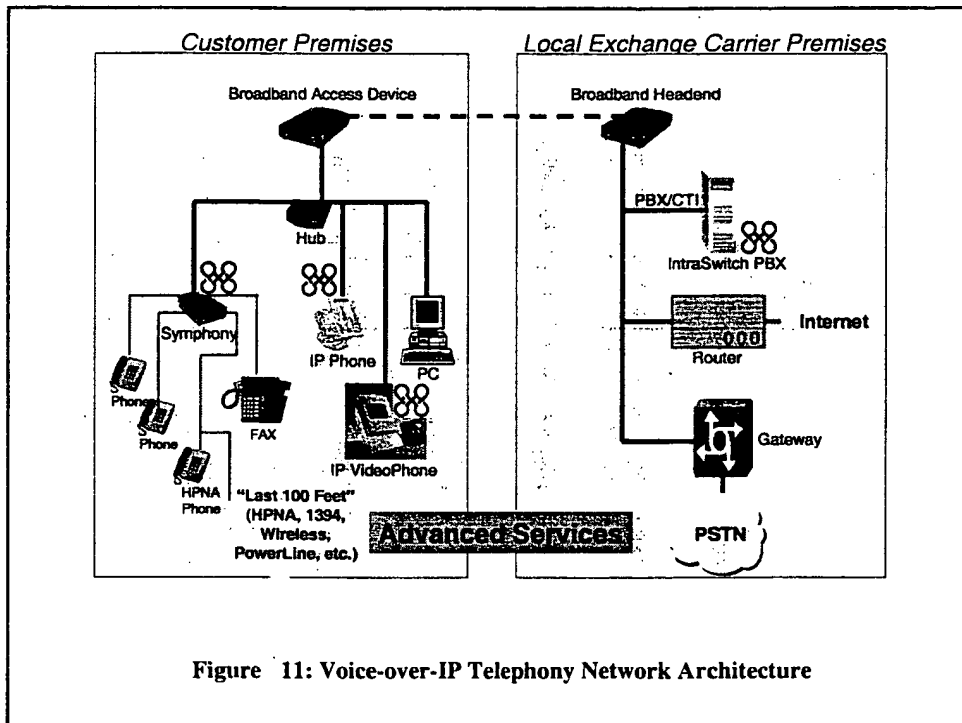 Customer Premises
Local Exchange Carrier Premises
Broadband Access Device
Broadband Headend
PBX/CTI
Hub
IntraSwitch PBX
Symphony
IP Phone
PC
Internet
Router
Phone
Phone
FAX
IP VideoPhone
Gateway
HPNA
Phone
"Last 100 Feet"
(HPNA, 1394,
Wireless,
PowerLine, etc.)
Advanced Services
PSTN
Figure 11: Voice-over-IP Telephony Network Architecture